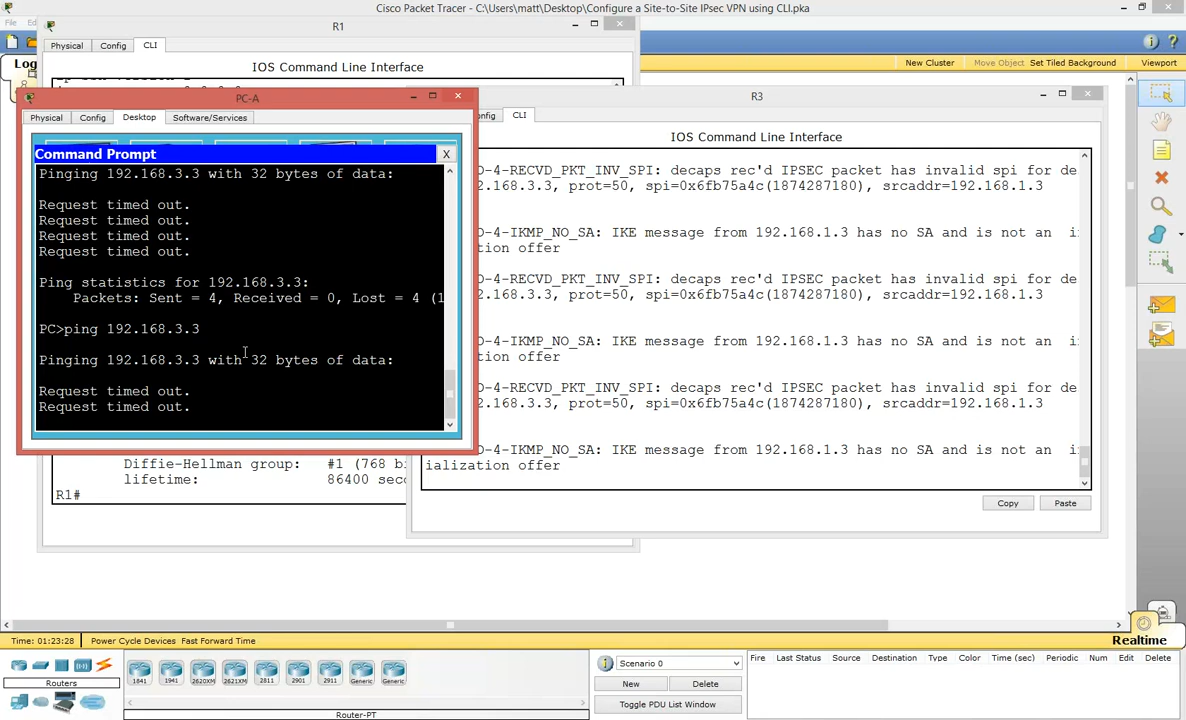 Cisco Packet Tracer - C:\Users\matt\Desktop\Configure a Site-to-Site IPsec VPN using CLI.pka
File
R1
Physical Config CLI
IOS Command Line Interface
Log
New Cluster Move Object Set Tiled Background Viewport
PC-A
Physical Config Desktop Software/Services
Command Prompt X
Pinging 192.168.3.3 with 32 bytes of data:
Request timed out.
Request timed out.
Request timed out.
Request timed out.
Ping statistics for 192.168.3.3:
Packets: Sent = 4, Received = 0, Lost = 4 (1
PC>ping 192.168.3.3
Pinging 192.168.3.3 with 32 bytes of data:
Request timed out.
Request timed out.
Diffie-Hellman group: #1 (768 bi
lifetime: 86400 seco
R1#
R3
nfig CLI
IOS Command Line Interface
O-4-RECVD_PKT_INV_SPI: decaps rec'd IPSEC packet has invalid spi for de
2.168.3.3, prot=50, spi=0x6fb75a4c(1874287180), srcaddr=192.168.1.3
O-4-IKMP_NO_SA: IKE message from 192.168.1.3 has no SA and is not an i
tion offer
O-4-RECVD_PKT_INV_SPI: decaps rec'd IPSEC packet has invalid spi for de
2.168.3.3, prot=50, spi=0x6fb75a4c(1874287180), srcaddr=192.168.1.3
O-4-IKMP_NO_SA: IKE message from 192.168.1.3 has no SA and is not an i
tion offer
O-4-RECVD_PKT_INV_SPI: decaps rec'd IPSEC packet has invalid spi for de
2.168.3.3, prot=50, spi=0x6fb75a4c(1874287180), srcaddr=192.168.1.3
O-4-IKMP_NO_SA: IKE message from 192.168.1.3 has no SA and is not an i
ialization offer
Copy Paste
Time: 01:23:28 Power Cycle Devices Fast Forward Time
Realtime
Routers
1841 1941 2620XM 2621XM 2811 2901 2911 Generic Generic
Router-PT
Scenario 0
New Delete
Toggle PDU List Window
Fire Last Status Source Destination Type Color Time (sec) Periodic Num Edit Delete